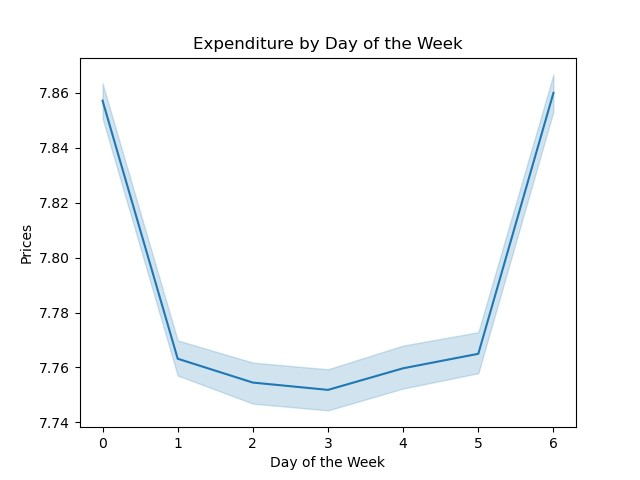 Expenditure by Day of the Week
7.86
7.84
7.82
7.80
7.78
7.76
7.74
Prices
0 1 2 3 4 5 6
Day of the Week